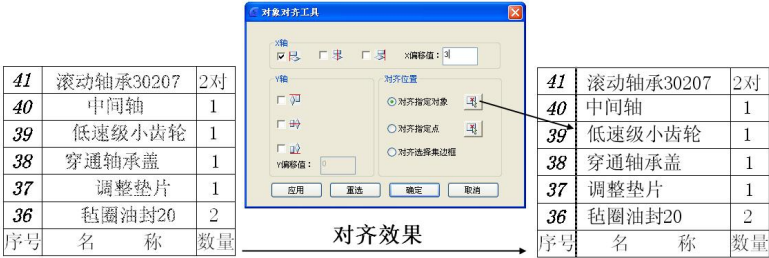 41 滚动轴承30207 2对
40 中间轴 1
39 低速级小齿轮 1
38 穿通轴承盖 1
37 调整垫片 1
36 毡圈油封20 2
序号 名 称 数量
对象对齐工具
X轴
X偏移值： 3
Y轴
对齐位置
对齐指定对象
对齐指定点
对齐选择集边框
Y偏移值： 0
应用 重选 确定 取消
对齐效果
41 滚动轴承30207 2对
40 中间轴 1
39 低速级小齿轮 1
38 穿通轴承盖 1
37 调整垫片 1
36 毡圈油封20 2
序号 名 称 数量